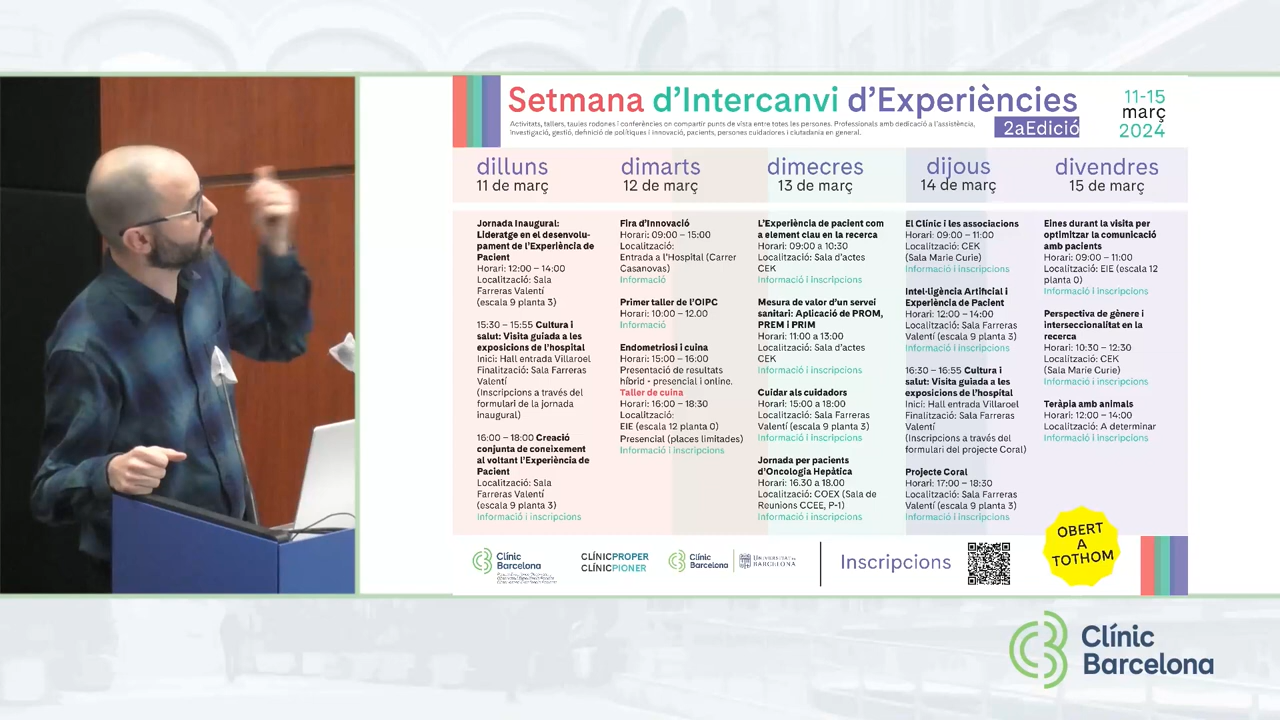 Setmana d'Intercanvi d'Experiències
Activitats, tallers, taules rodones i conferències on compartir punts de vista entre totes les persones. Professionals amb dedicació a l'assistència,
investigació, gestió, definició de polítiques i innovació, pacients, persones cuidadores i ciutadania en general.
2aEdició
11-15
març
2024
dilluns
11 de març
dimarts
12 de març
dimecres
13 de març
dijous
14 de març
divendres
15 de març
Jornada Inaugural:
Lideratge en el desenvolu-
pament de l'Experiència de
Pacient
Horari: 12:00 – 14:00
Localització: Sala
Farreras Valentí
(escala 9 planta 3)
15:30 – 15:55 Cultura i
salut: Visita guiada a les
exposicions de l'hospital
Inici: Hall entrada Villaroel
Finalització: Sala Farreras
Valentí
(Inscripcions a través del
formulari de la jornada
inaugural)
16:00 – 18:00 Creació
conjunta de coneixement
al voltant l'Experiència de
Pacient
Localització: Sala
Farreras Valentí
(escala 9 planta 3)
Informació i inscripcions
Fira d'Innovació
Horari: 09:00 – 15:00
Localització:
Entrada a l'Hospital (Carrer
Casanovas)
Informació
Primer taller de l'OIPC
Horari: 10:00 – 12.00
Informació
Endometriosi i cuina
Horari: 15:00 – 16:00
Presentació de resultats
híbrid - presencial i online.
Taller de cuina
Horari: 16:00 – 18:30
Localització:
EIE (escala 12 planta 0)
Presencial (places limitades)
Informació i inscripcions
L'Experiència de pacient com
a element clau en la recerca
Horari: 09:00 a 10:30
Localització: Sala d'actes
CEK
Informació i inscripcions
Mesura de valor d'un servei
sanitari: Aplicació de PROM,
PREM i PRIM
Horari: 11:00 a 13:00
Localització: Sala d'actes
CEK
Informació i inscripcions
Cuidar als cuidadors
Horari: 15:00 a 18:00
Localització: Sala Farreras
Valentí (escala 9 planta 3)
Informació i inscripcions
Jornada per pacients
d'Oncologia Hepàtica
Horari: 16.30 a 18.00
Localització: COEX (Sala de
Reunions CCEE, P-1)
Informació i inscripcions
El Clínic i les associacions
Horari: 09:00 – 11:00
Localització: CEK
(Sala Marie Curie)
Informació i inscripcions
Intel·ligència Artificial i
Experiència de Pacient
Horari: 12:00 – 14:00
Localització: Sala Farreras
Valentí (escala 9 planta 3)
Informació i inscripcions
16:30 – 16:55 Cultura i
salut: Visita guiada a les
exposicions de l'hospital
Inici: Hall entrada Villaroel
Finalització: Sala Farreras
Valentí
(Inscripcions a través del
formulari del projecte Coral)
Projecte Coral
Horari: 17:00 – 18:30
Localització: Sala Farreras
Valentí (escala 9 planta 3)
Informació i inscripcions
Eines durant la visita per
optimitzar la comunicació
amb pacients
Horari: 09:00 – 11:00
Localització: EIE (escala 12
planta 0)
Informació i inscripcions
Perspectiva de gènere i
interseccionalitat en la
recerca
Horari: 10:30 – 12:30
Localització: CEK
(Sala Marie Curie)
Informació i inscripcions
Teràpia amb animals
Horari: 12:00 – 14:00
Localització: A determinar
Informació i inscripcions
Clínic
Barcelona
CLÍNICPROPER
CLÍNICPIONER
Clínic
Barcelona
UNIVERSITAT DE
BARCELONA
Inscripcions
OBERT
A
TOTHOM
Clínic
Barcelona